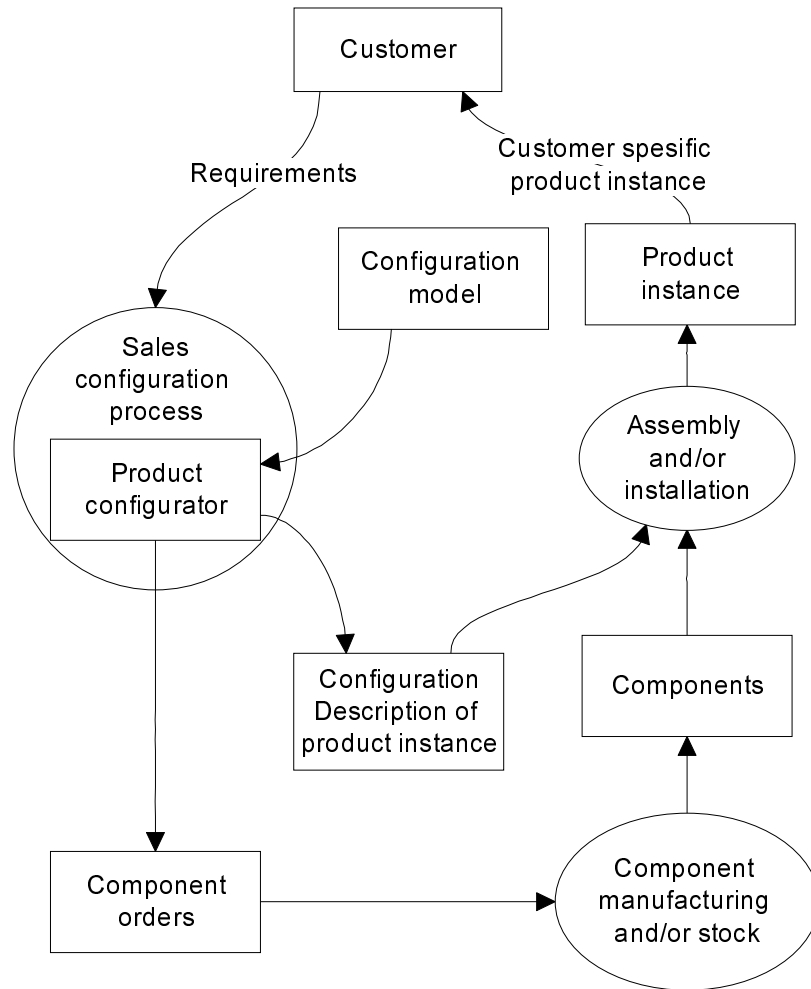 Customer
Customer spesific
product instance
Requirements
Configuration
model
Product
instance
Sales
configuration
process
Product
configurator
Assembly
and/or
installation
Configuration
Description of
product instance
Components
Component
orders
Component
manufacturing
and/or stock